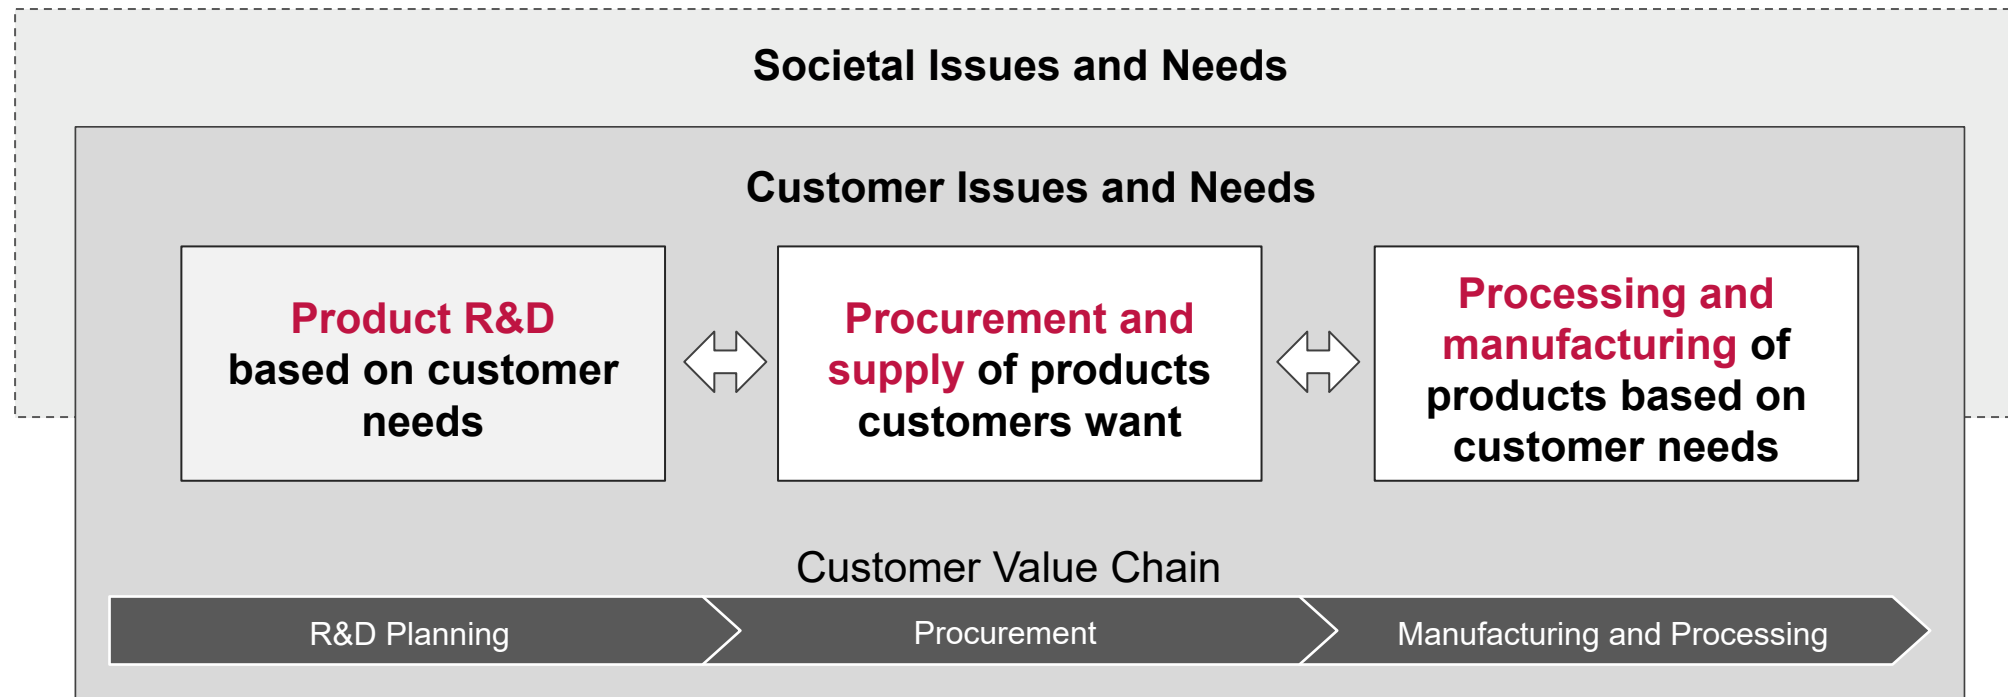 Societal Issues and Needs
Customer Issues and Needs
Product R&D
based on customer
needs
Procurement and
supply of products
customers want
Processing and
manufacturing of
products based on
customer needs
Customer Value Chain
R&D Planning
Procurement
Manufacturing and Processing